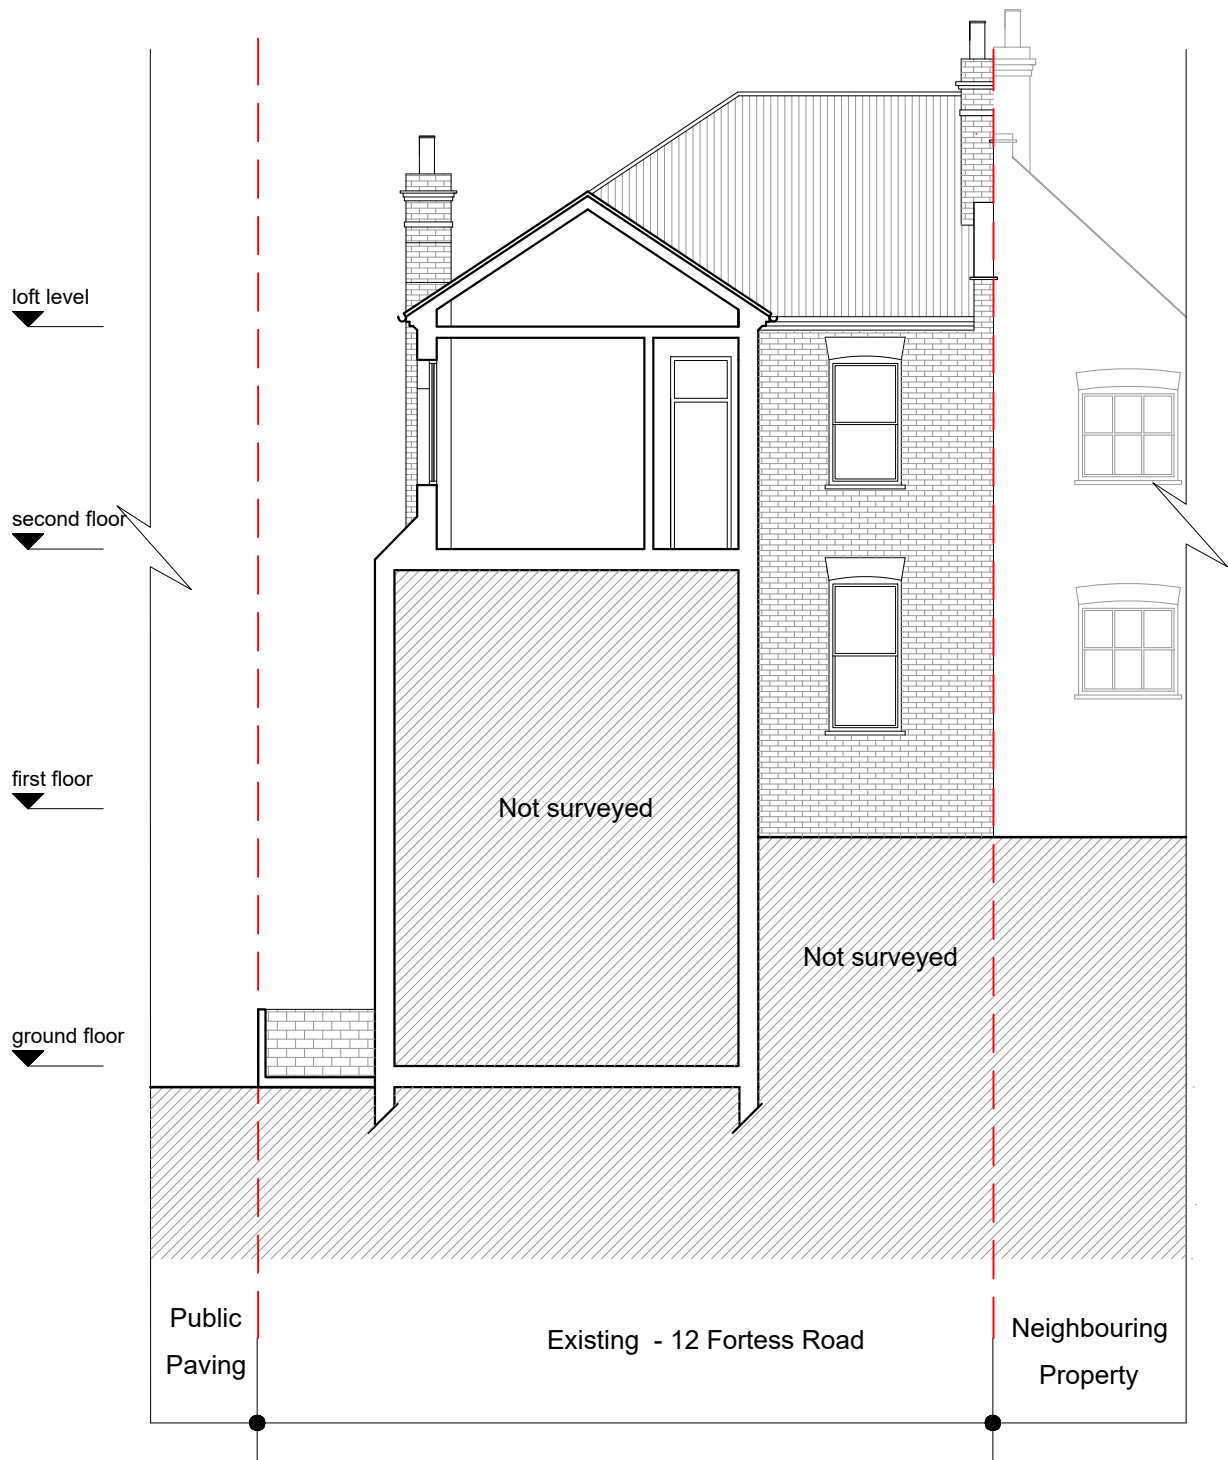 loft level
second floor
first floor
Not surveyed
Not surveyed
ground floor
Public
Paving
Existing - 12 Fortess Road
Neighbouring
Property